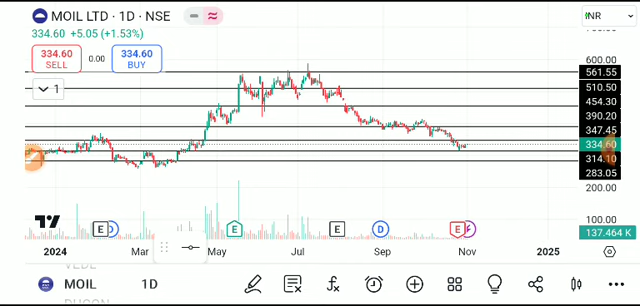 MOIL LTD · 1D · NSE
INR
334.60 +5.05 (+1.53%)
334.60
SELL
0.00
334.60
BUY
1
600.00
561.55
510.50
454.30
390.20
347.45
334.60
314.10
283.05
200.00
100.00
137.464 K
E D E E D E
2024 Mar May Jul Sep Nov 2025
MOIL 1D